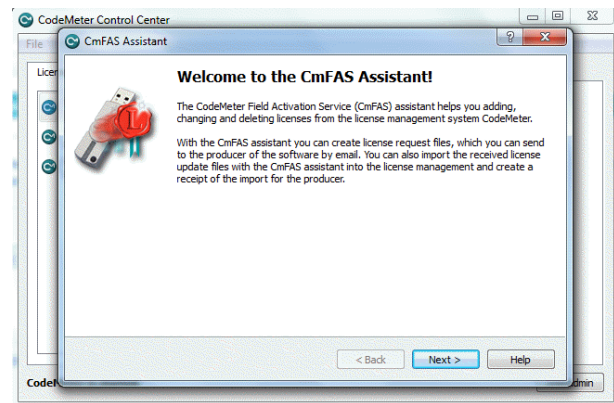 CodeMeter Control Center
File
CmFAS Assistant
Welcome to the CmFAS Assistant!
The CodeMeter Field Activation Service (CmFAS) assistant helps you adding,
changing and deleting licenses from the license management system CodeMeter.
With the CmFAS assistant you can create license request files, which you can send
to the producer of the software by email. You can also import the received license
update files with the CmFAS assistant into the license management and create a
receipt of the import for the producer.
< Back
Next >
Help